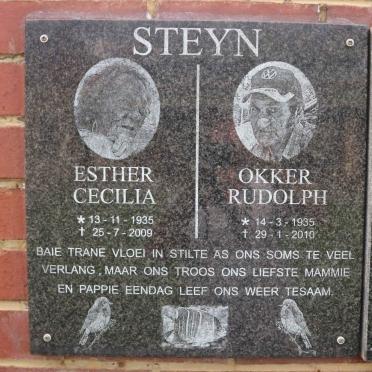 STEYN
ESTHER
CECILIA
* 13 - 11 - 1935
† 25 - 7 - 2009
OKKER
RUDOLPH
* 14 - 3 - 1935
† 29 - 1 - 2010
BAIE TRANE VLOEI IN STILTE AS ONS SOMS TE VEEL
VERLANG , MAAR ONS TROOS ONS LIEFSTE MAMMIE
EN PAPPIE EENDAG LEEF ONS WEER TESAAM.